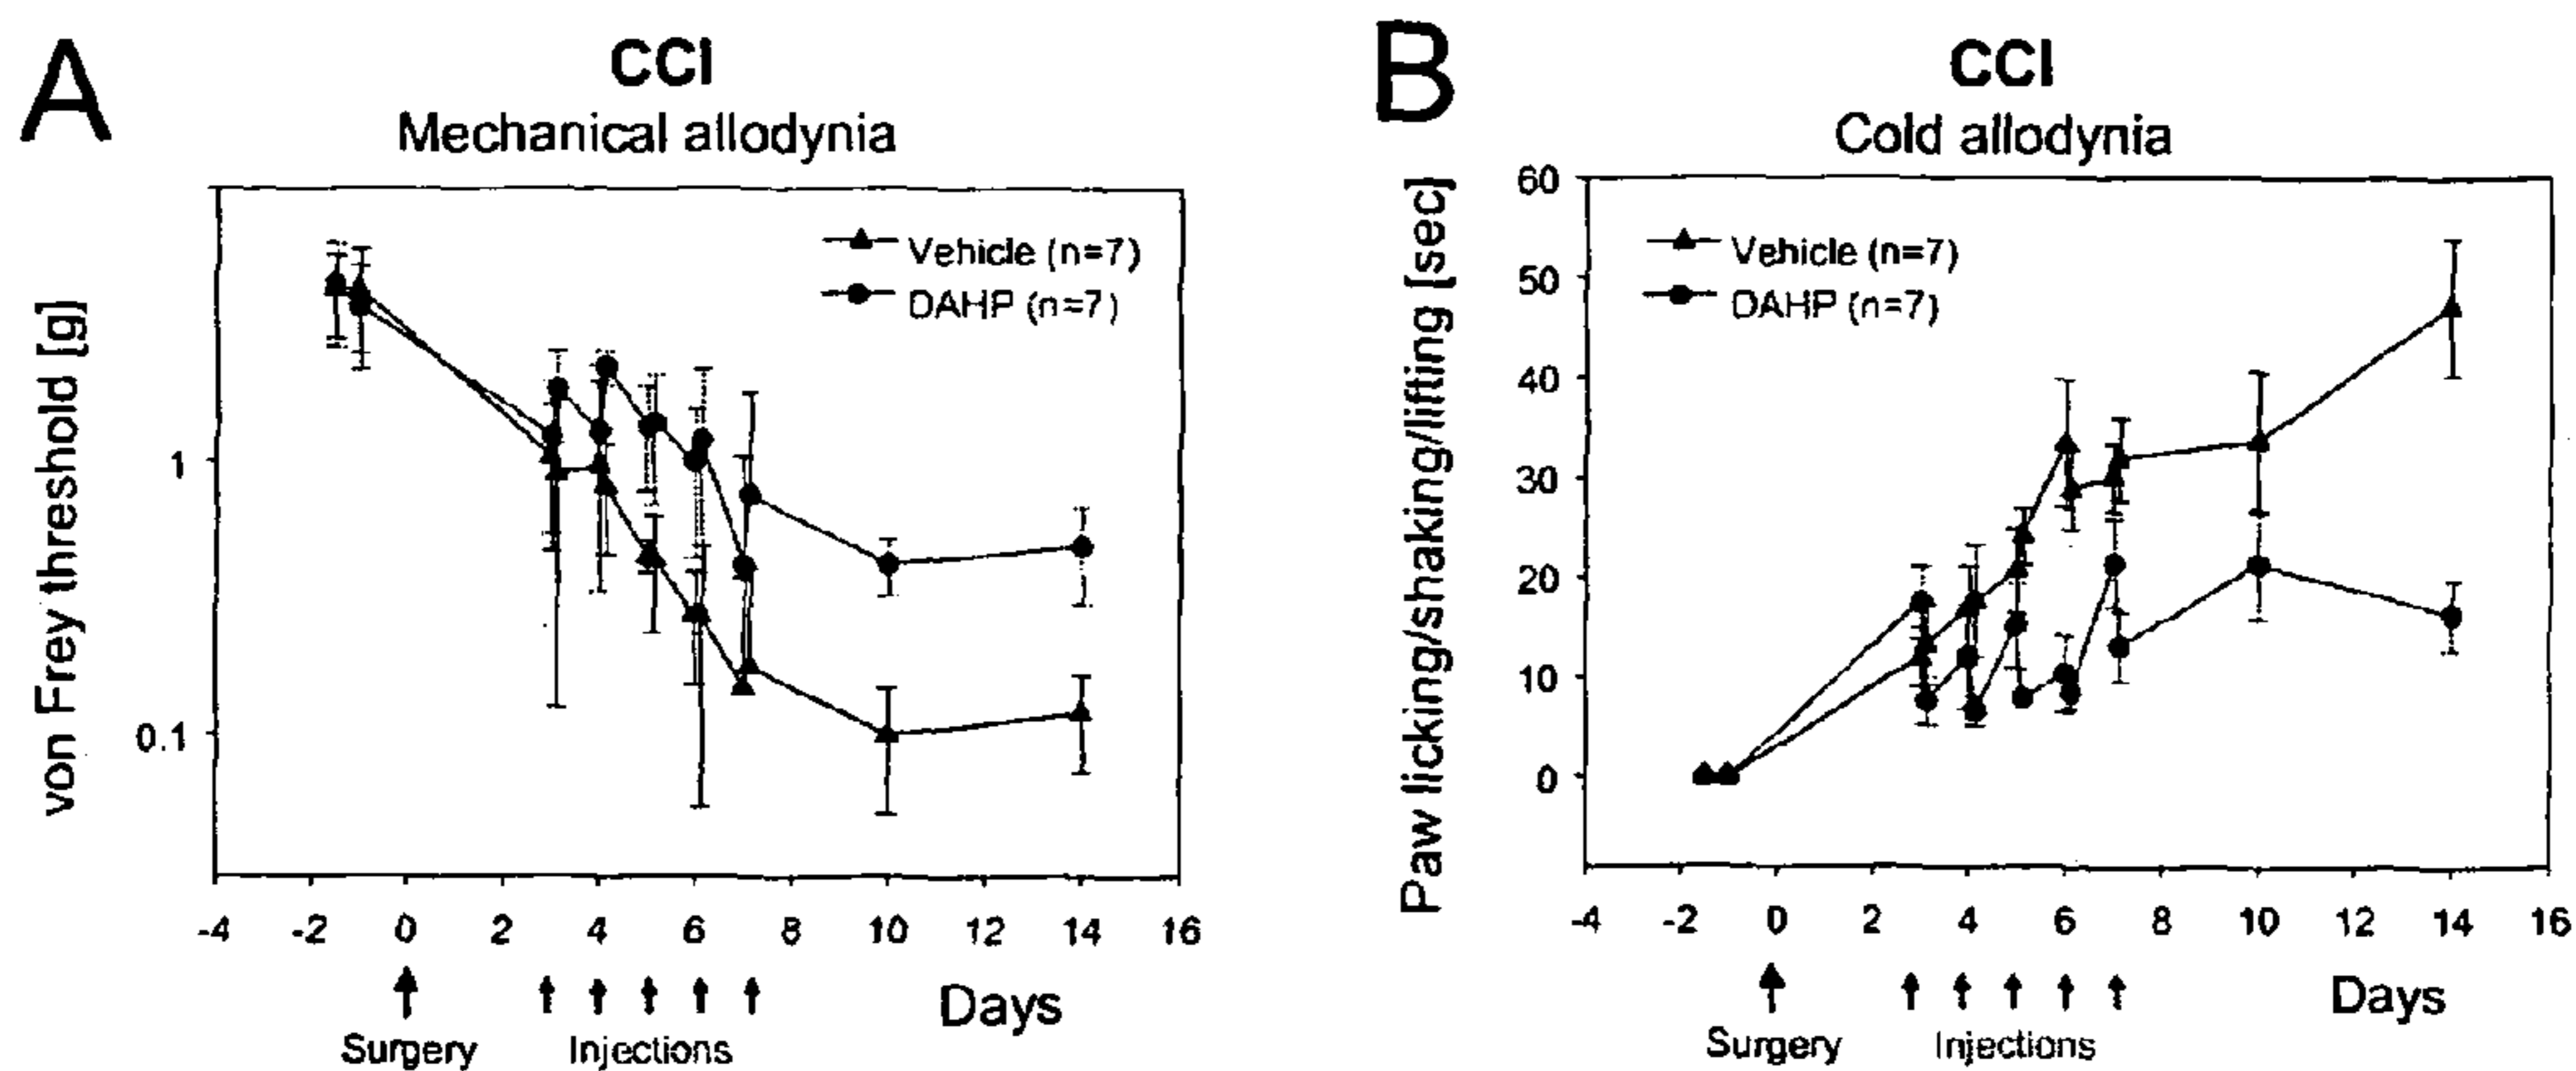 A
CCI
Mechanical allodynia
von Frey threshold [g]
Vehicle (n=7)
DAHP (n=7)
1
0.1
-4 -2 0 2 4 6 8 10 12 14 16
Surgery
Injections
Days
B
CCI
Cold allodynia
Paw licking/shaking/lifting [sec]
Vehicle (n=7)
DAHP (n=7)
60
50
40
30
20
10
0
-4 -2 0 2 4 6 8 10 12 14 16
Surgery
Injections
Days